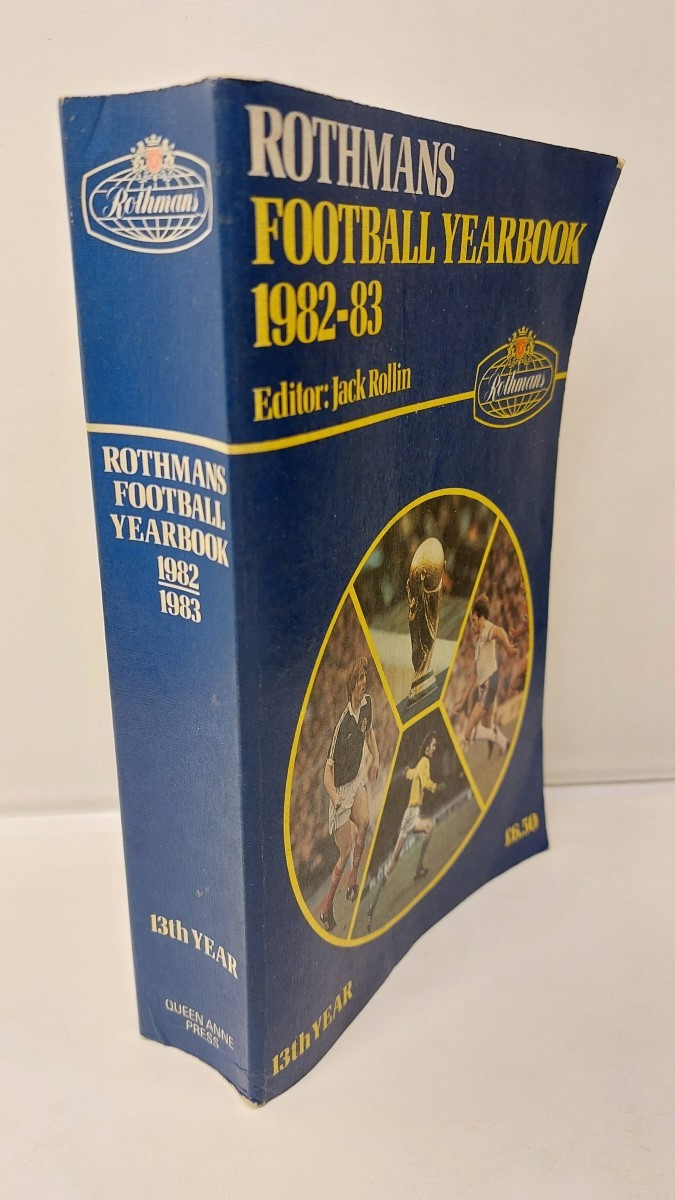 Rothmans
ROTHMANS
FOOTBALL
YEARBOOK
1982
1983
13th YEAR
QUEEN ANNE
PRESS
ROTHMANS
FOOTBALL YEARBOOK
1982-83
Editor: Jack Rollin
Rothmans
£6.50
13th YEAR